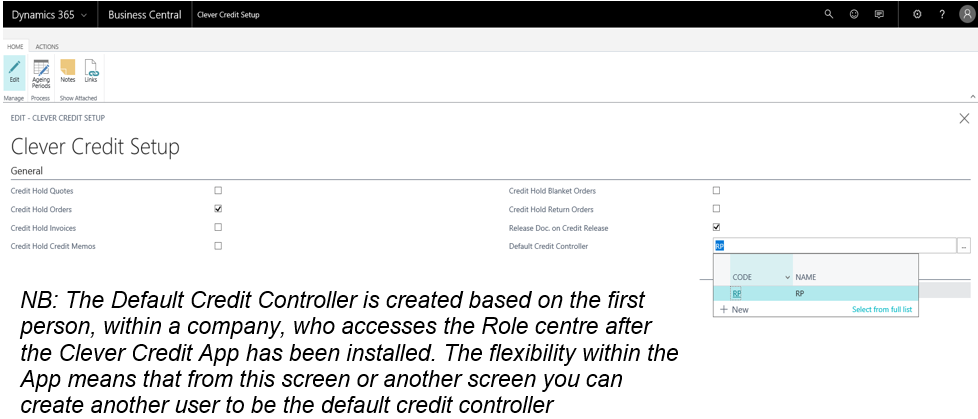 Dynamics 365 Business Central Clever Credit Setup ?
HOME ACTIONS
Edit Ageing Periods Notes Links
Manage Process Show Attached
EDIT - CLEVER CREDIT SETUP
Clever Credit Setup
General
Credit Hold Quotes Credit Hold Blanket Orders
Credit Hold Orders Credit Hold Return Orders
Credit Hold Invoices Release Doc. on Credit Release
Credit Hold Credit Memos Default Credit Controller RP ...
CODE NAME
RP RP
+ New Select from full list
NB: The Default Credit Controller is created based on the first
person, within a company, who accesses the Role centre after
the Clever Credit App has been installed. The flexibility within the
App means that from this screen or another screen you can
create another user to be the default credit controller